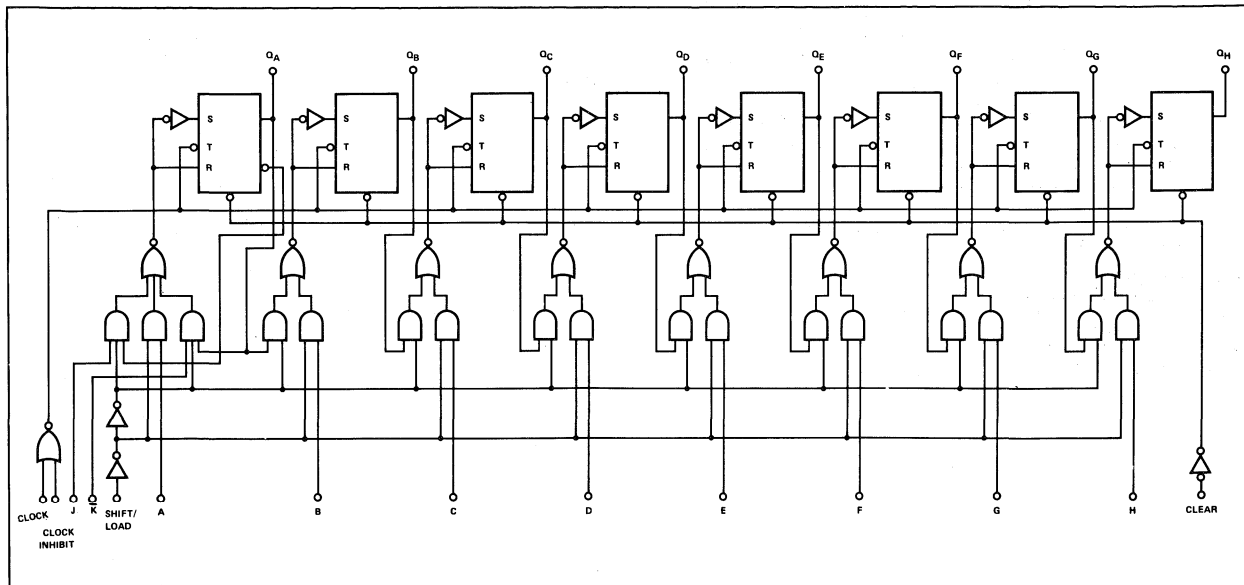 QA QB QC QD QE QF QG QH
S S S S S S S S
T T T T T T T T
R R R R R R R R
CLOCK J K̅ SHIFT/ A B C D E F G H CLEAR
CLOCK LOAD
INHIBIT